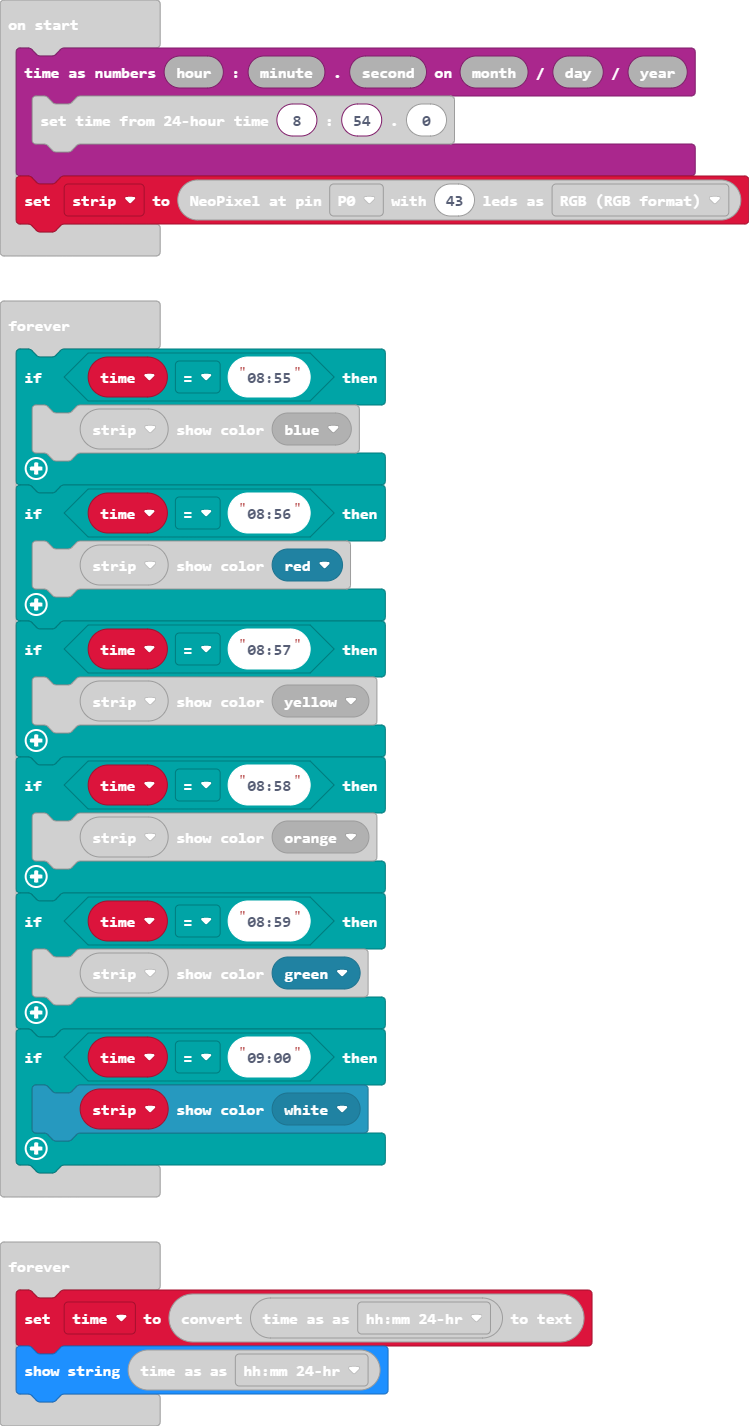 on start
time as numbers hour : minute . second on month / day / year
set time from 24-hour time 8 : 54 . 0
set strip to NeoPixel at pin P0 with 43 leds as RGB (RGB format)
forever
if time = "08:55" then
strip show color blue
if time = "08:56" then
strip show color red
if time = "08:57" then
strip show color yellow
if time = "08:58" then
strip show color orange
if time = "08:59" then
strip show color green
if time = "09:00" then
strip show color white
forever
set time to convert time as as hh:mm 24-hr to text
show string time as as hh:mm 24-hr